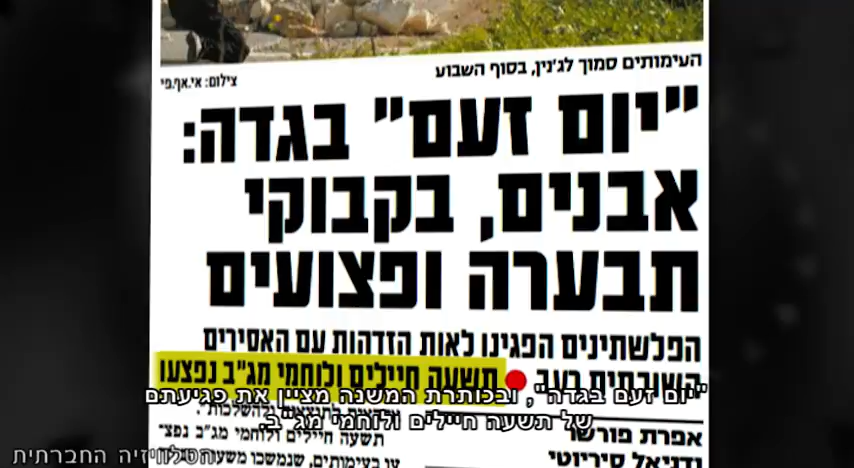 העימותים סמוך לג'נין, בסוף השבוע
צילום: אי.אף.פי
"יום זעם" בגדה:
אבנים, בקבוקי
תבערה ופצועים
הפלשתינים הפגינו לאות הזדהות עם האסירים
השובתים רעב • תשעה חיילים ולוחמי מג"ב נפצעו
"יום זעם בגדה", ובכותרת המשנה מציין את פגיעתם
של תשעה חיילים ולוחמי מג"ב.
תשעה חיילים ולוחמי מג"ב נפצ־
עו בעימותים, שנמשכו
אפרת פורשר
ודניאל סיריוטי
הטלוויזיה החברתית